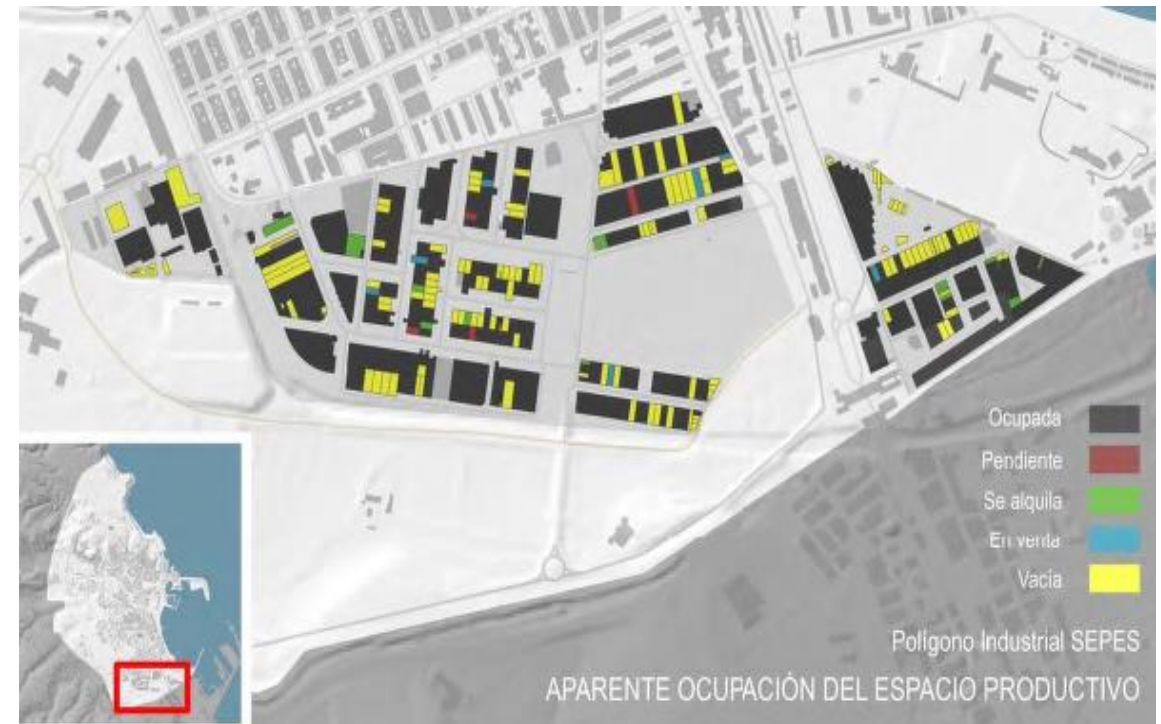 Ocupada
Pendiente
Se alquila
En venta
Vacía
Polígono Industrial SEPES
APARENTE OCUPACIÓN DEL ESPACIO PRODUCTIVO